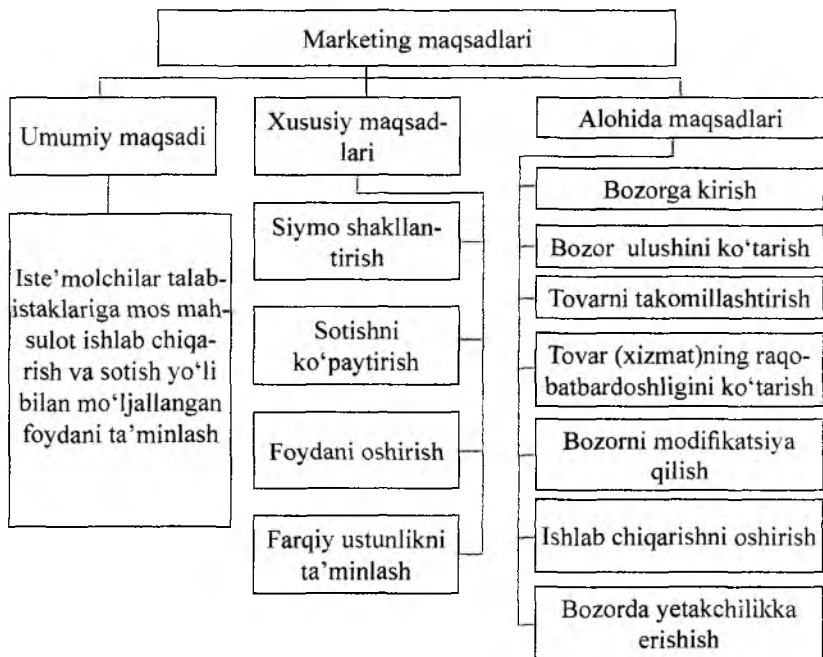 Marketing maqsadlari
Umumiy maqsadi
Iste’molchilar talab-
istaklariga mos mah-
sulot ishlab chiqa-
rish va sotish yo‘li
bilan mo‘ljallangan
foydani ta’minlash
Xususiy maqsad-
lari
Siymo shakllan-
tirish
Sotishni
ko‘paytirish
Foydani oshirish
Farqiy ustunlikni
ta’minlash
Alohida maqsadlari
Bozorga kirish
Bozor ulushini ko‘tarish
Tovarni takomillashtirish
Tovar (xizmat)ning raqo-
batbardoshligini ko‘tarish
Bozorni modifikatsiya
qilish
Ishlab chiqarishni oshirish
Bozorda yetakchilikka
erishish